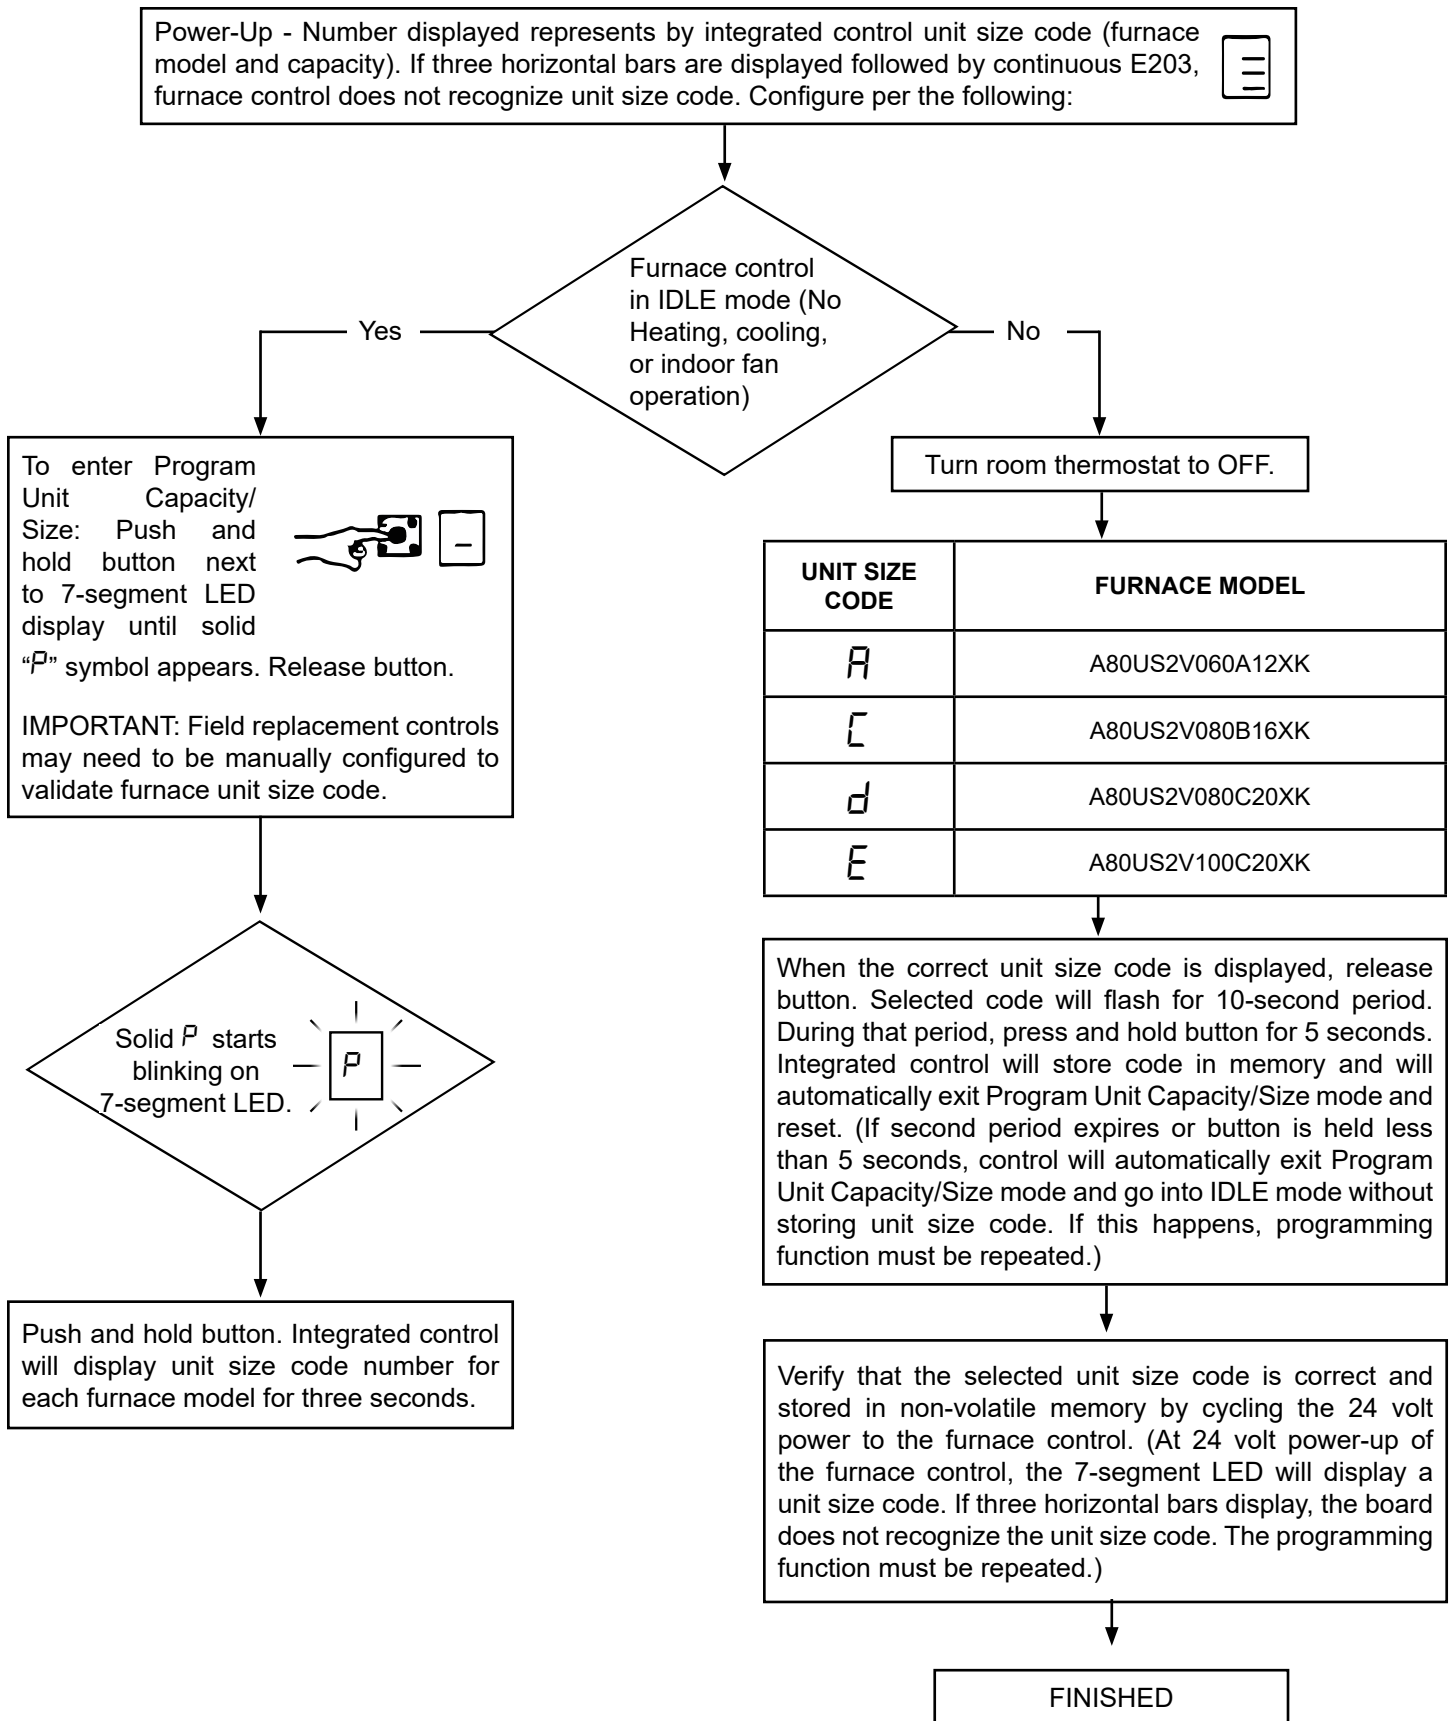 Power-Up - Number displayed represents by integrated control unit size code (furnace
model and capacity). If three horizontal bars are displayed followed by continuous E203,
furnace control does not recognize unit size code. Configure per the following:
Furnace control
in IDLE mode (No
Heating, cooling,
or indoor fan
operation)
Yes
No
To enter Program
Unit Capacity/
Size: Push and
hold button next
to 7-segment LED
display until solid
“P” symbol appears. Release button.
IMPORTANT: Field replacement controls
may need to be manually configured to
validate furnace unit size code.
Solid P starts
blinking on
7-segment LED.
P
Push and hold button. Integrated control
will display unit size code number for
each furnace model for three seconds.
Turn room thermostat to OFF.
UNIT SIZE
CODE
FURNACE MODEL
A A80US2V060A12XK
C A80US2V080B16XK
d A80US2V080C20XK
E A80US2V100C20XK
When the correct unit size code is displayed, release
button. Selected code will flash for 10-second period.
During that period, press and hold button for 5 seconds.
Integrated control will store code in memory and will
automatically exit Program Unit Capacity/Size mode and
reset. (If second period expires or button is held less
than 5 seconds, control will automatically exit Program
Unit Capacity/Size mode and go into IDLE mode without
storing unit size code. If this happens, programming
function must be repeated.)
Verify that the selected unit size code is correct and
stored in non-volatile memory by cycling the 24 volt
power to the furnace control. (At 24 volt power-up of
the furnace control, the 7-segment LED will display a
unit size code. If three horizontal bars display, the board
does not recognize the unit size code. The programming
function must be repeated.)
FINISHED